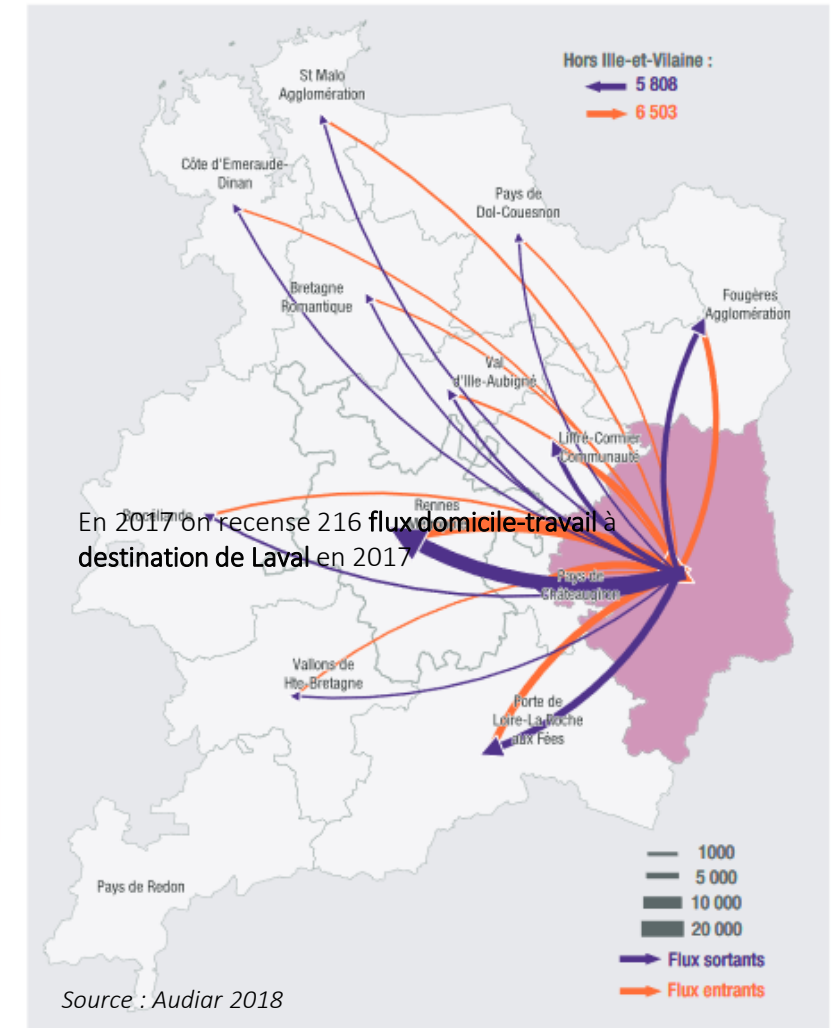 Hors Ille-et-Vilaine :
5 808
6 503
St Malo
Agglomération
Côte d'Emeraude-
Dinan
Pays de
Dol-Couesnon
Bretagne
Romantique
Fougères
Agglomération
Val
d'Ille-Aubigné
Liffré-Cormier
Communauté
Rennes
Brocéliande
En 2017 on recense 216 flux domicile-travail à
destination de Laval en 2017
Pays de
Châteaugiron
Vallons de
Hte-Bretagne
Porte de
Loire-La Roche
aux Fées
Pays de Redon
1000
5 000
10 000
20 000
Flux sortants
Flux entrants
Source : Audiar 2018